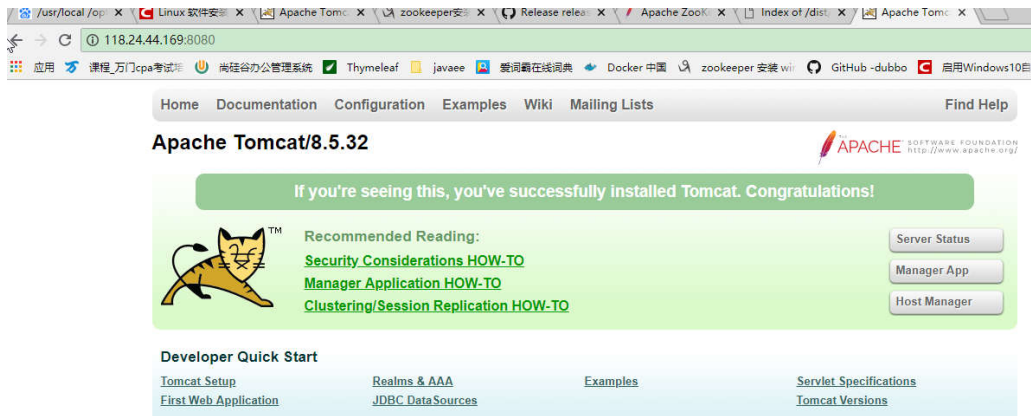 /usr/local /op
Linux 软件安装
Apache Tomc
zookeeper安
Release relea
Apache ZooK
Index of /dist
Apache Tomc
118.24.44.169:8080
应用
课程_万门cpa考试培
尚硅谷办公管理系统
Thymeleaf
javaee
爱词霸在线词典
Docker 中国
zookeeper 安装 wi
GitHub -dubbo
启用Windows10自
Home Documentation Configuration Examples Wiki Mailing Lists Find Help
Apache Tomcat/8.5.32
THE
APACHE SOFTWARE FOUNDATION
http://www.apache.org/
If you're seeing this, you've successfully installed Tomcat. Congratulations!
TM
Recommended Reading:
Security Considerations HOW-TO
Manager Application HOW-TO
Clustering/Session Replication HOW-TO
Server Status
Manager App
Host Manager
Developer Quick Start
Tomcat Setup
First Web Application
Realms & AAA
JDBC DataSources
Examples
Servlet Specifications
Tomcat Versions